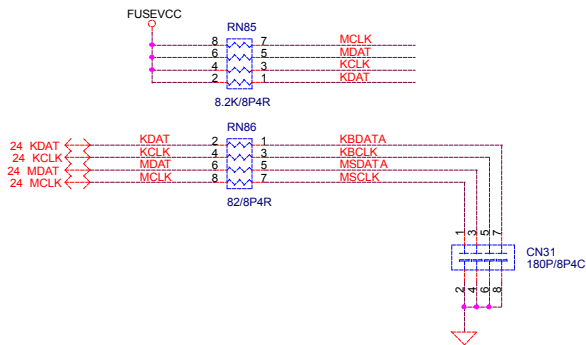 FUSEVCC
RN85
8 7 MCLK
6 5 MDAT
4 3 KCLK
2 1 KDAT
8.2K/8P4R
RN86
24 KDAT KDAT 2 1 KBDATA
24 KCLK KCLK 4 3 KBCLK
24 MDAT MDAT 6 5 MSDATA
24 MCLK MCLK 8 7 MSCLK
82/8P4R
1 3 5 7
CN31
180P/8P4C
2 4 6 8